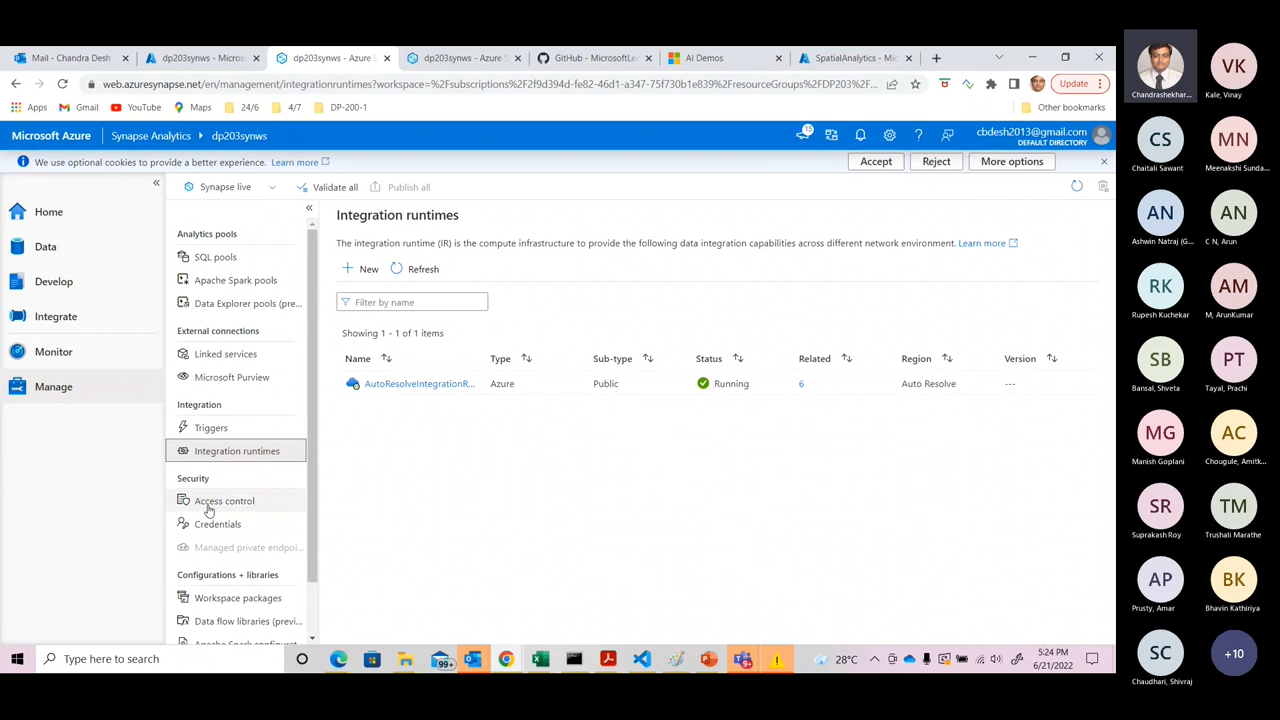 Mail - Chandra Desh
dp203synws - Micros
dp203synws - Azure S
dp203synws - Azure S
GitHub - MicrosoftLe
AI Demos
SpatialAnalytics - Mi
web.azuresynapse.net/en/management/integrationruntimes?workspace=%2Fsubscriptions%2F2f9d394d-fe82-46d1-a347-75f730b1e839%2FresourceGroups%2FDP203_synws%2F...
Update
Apps
Gmail
YouTube
Maps
24/6
4/7
DP-200-1
Other bookmarks
Microsoft Azure
Synapse Analytics
dp203synws
15
cbdesh2013@gmail.com
DEFAULT DIRECTORY
We use optional cookies to provide a better experience. Learn more
Accept
Reject
More options
Synapse live
Validate all
Publish all
Home
Data
Develop
Integrate
Monitor
Manage
Analytics pools
SQL pools
Apache Spark pools
Data Explorer pools (pre...
External connections
Linked services
Microsoft Purview
Integration
Triggers
Integration runtimes
Security
Access control
Credentials
Managed private endpoi...
Configurations + libraries
Workspace packages
Data flow libraries (previ...
Apache Spark configurat...
Integration runtimes
The integration runtime (IR) is the compute infrastructure to provide the following data integration capabilities across different network environment. Learn more
New
Refresh
Filter by name
Showing 1 - 1 of 1 items
Name Type Sub-type Status Related Region Version
AutoResolveIntegrationR... Azure Public Running 6 Auto Resolve ---
Type here to search
99+
9+
28°C
5:24 PM
6/21/2022
Chandrashekhar...
VK
Kale, Vinay
CS
Chaitali Sawant
MN
Meenakshi Sunda...
AN
Ashwin Natraj (G...
AN
C N, Arun
RK
Rupesh Kuchekar
AM
M, ArunKumar
SB
Bansal, Shveta
PT
Tayal, Prachi
MG
Manish Goplani
AC
Chougule, Amitk...
SR
Suprakash Roy
TM
Trushali Marathe
AP
Prusty, Amar
BK
Bhavin Kathiriya
SC
Chaudhari, Shivraj
+10